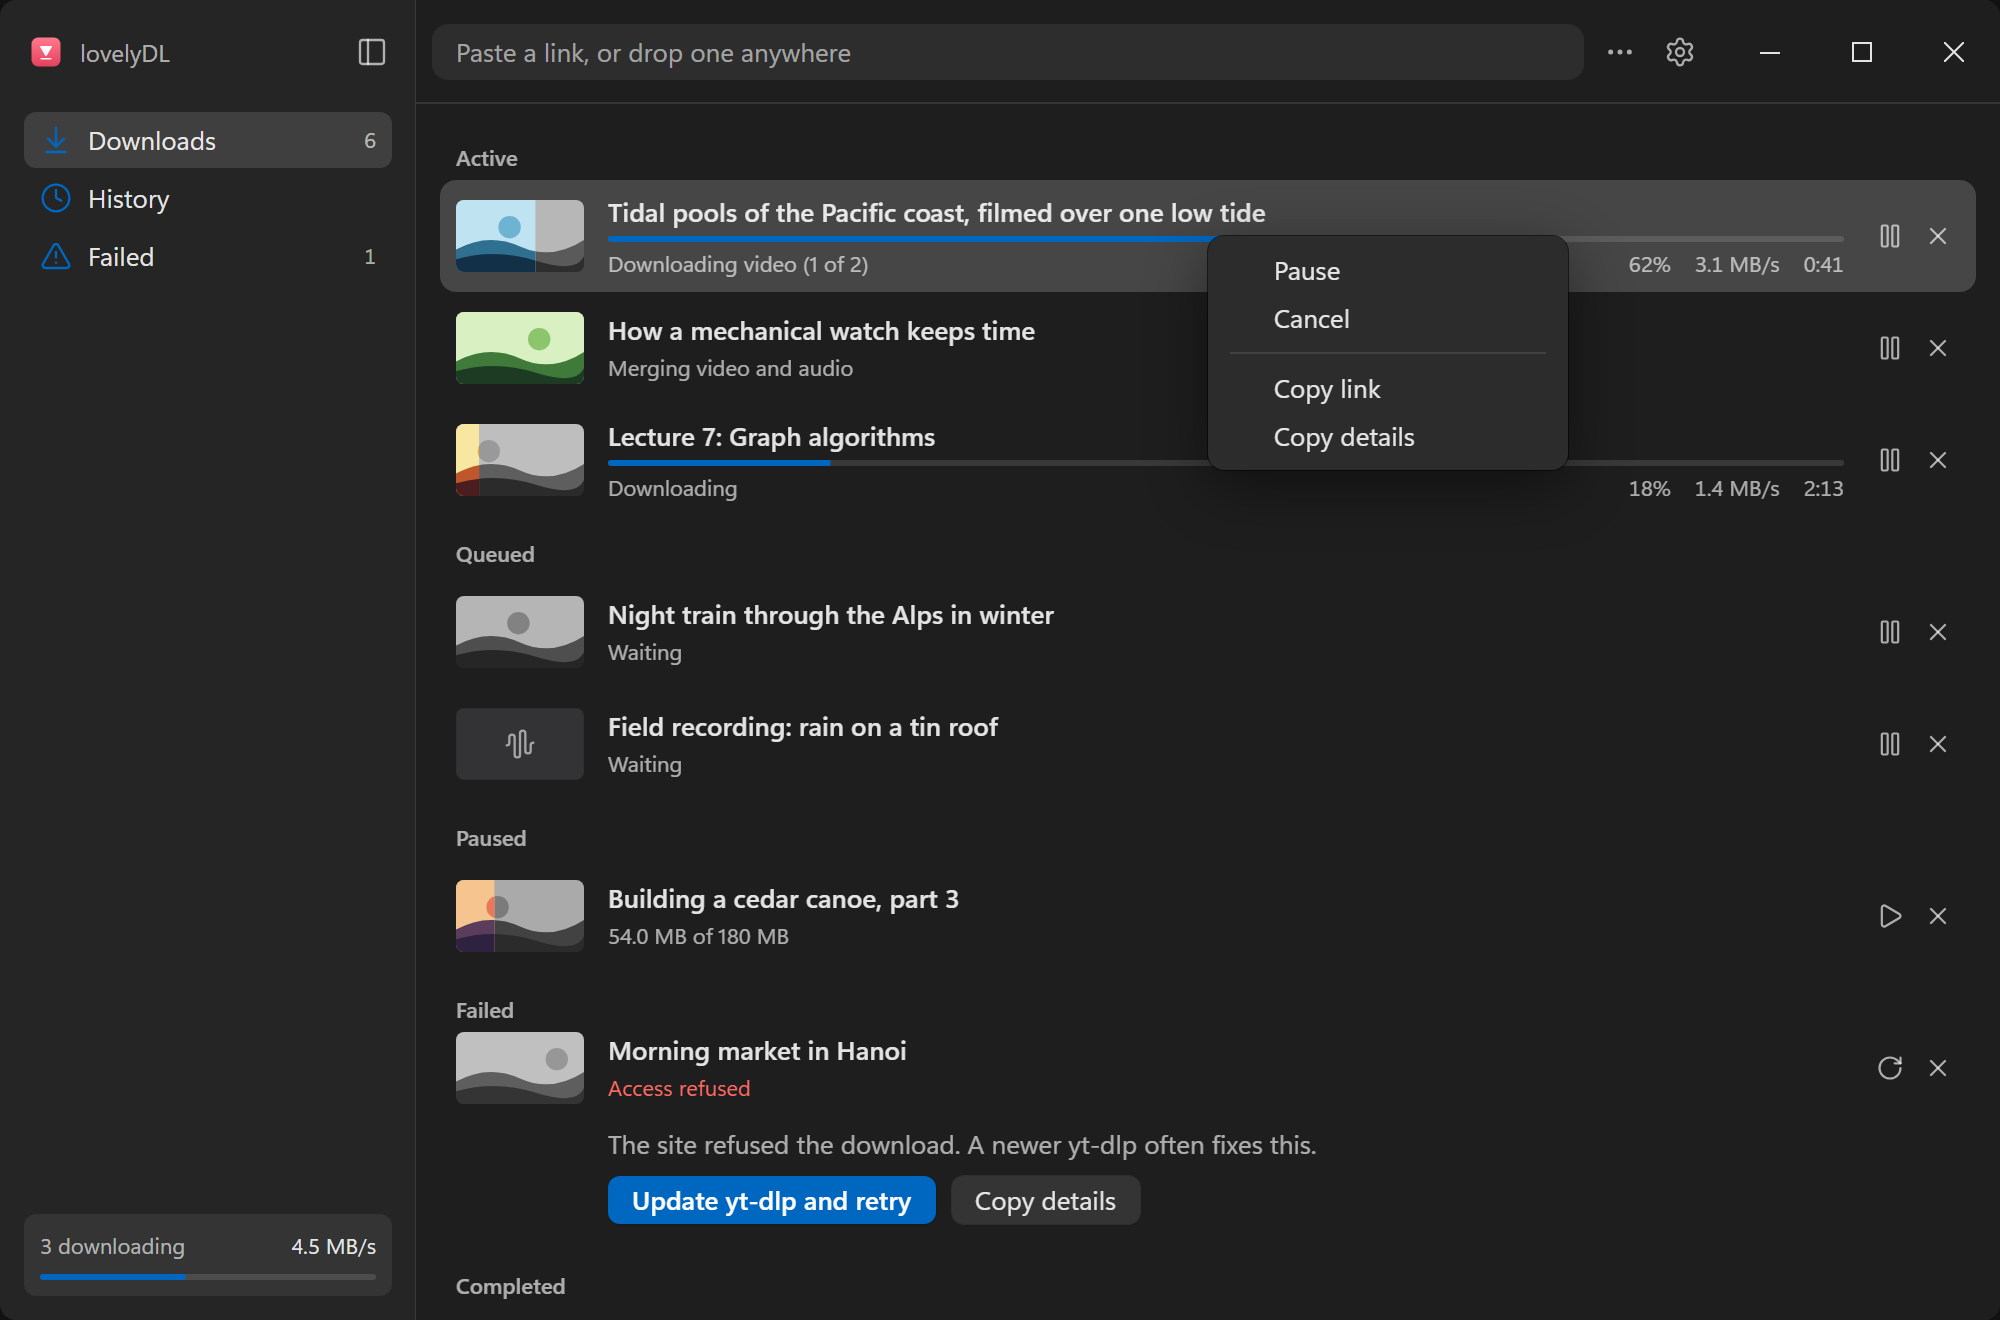 lovelyDL
Paste a link, or drop one anywhere
Downloads 6
History
Failed 1
Active
Tidal pools of the Pacific coast, filmed over one low tide
Downloading video (1 of 2) 62% 3.1 MB/s 0:41
Pause
Cancel
Copy link
Copy details
How a mechanical watch keeps time
Merging video and audio
Lecture 7: Graph algorithms
Downloading 18% 1.4 MB/s 2:13
Queued
Night train through the Alps in winter
Waiting
Field recording: rain on a tin roof
Waiting
Paused
Building a cedar canoe, part 3
54.0 MB of 180 MB
Failed
Morning market in Hanoi
Access refused
The site refused the download. A newer yt-dlp often fixes this.
Update yt-dlp and retry Copy details
Completed
3 downloading 4.5 MB/s